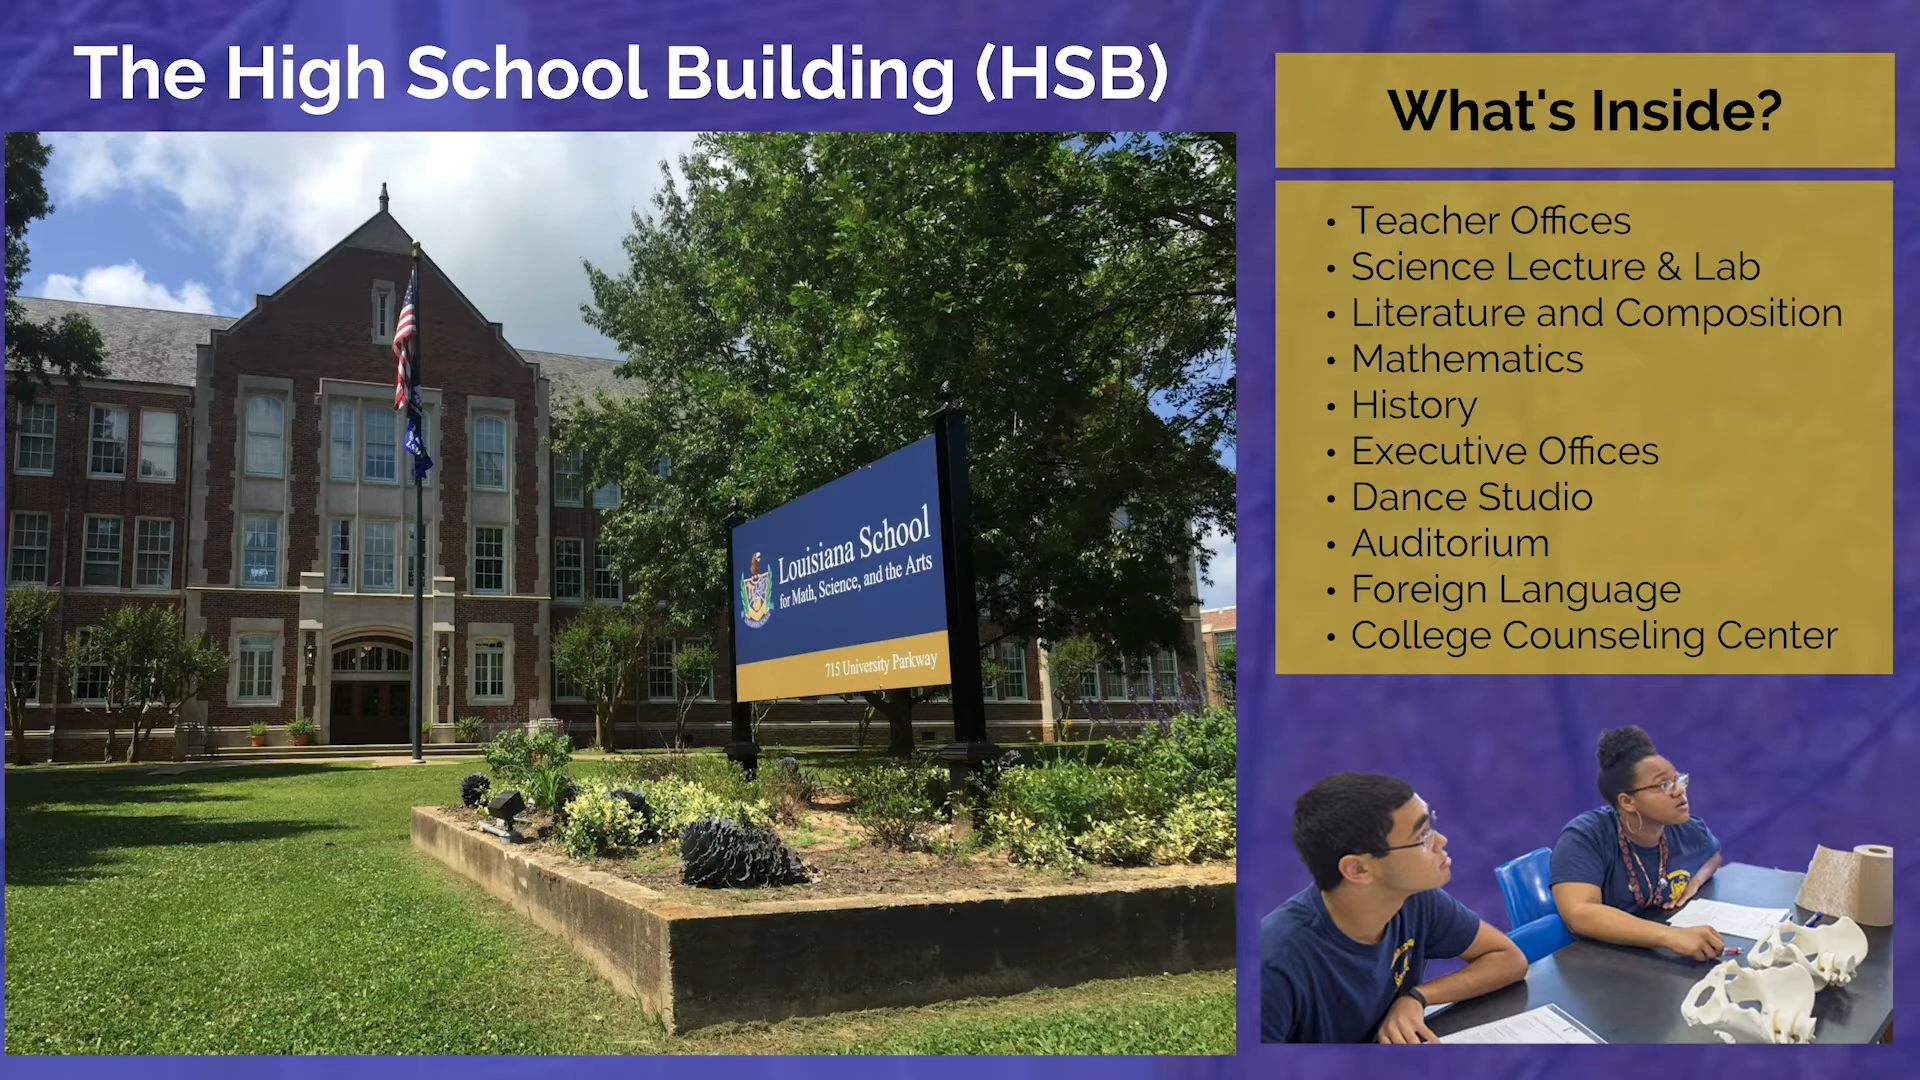 The High School Building (HSB)
Louisiana School
for Math, Science, and the Arts
715 University Parkway
What's Inside?
• Teacher Offices
• Science Lecture & Lab
• Literature and Composition
• Mathematics
• History
• Executive Offices
• Dance Studio
• Auditorium
• Foreign Language
• College Counseling Center